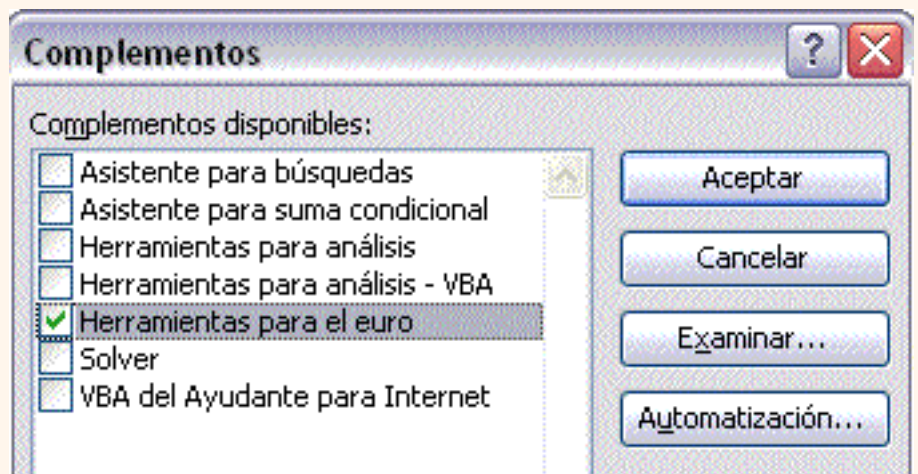 Complementos
Complementos disponibles:
Asistente para búsquedas
Asistente para suma condicional
Herramientas para análisis
Herramientas para análisis - VBA
Herramientas para el euro
Solver
VBA del Ayudante para Internet
?
Aceptar
Cancelar
Examinar...
Automatización...